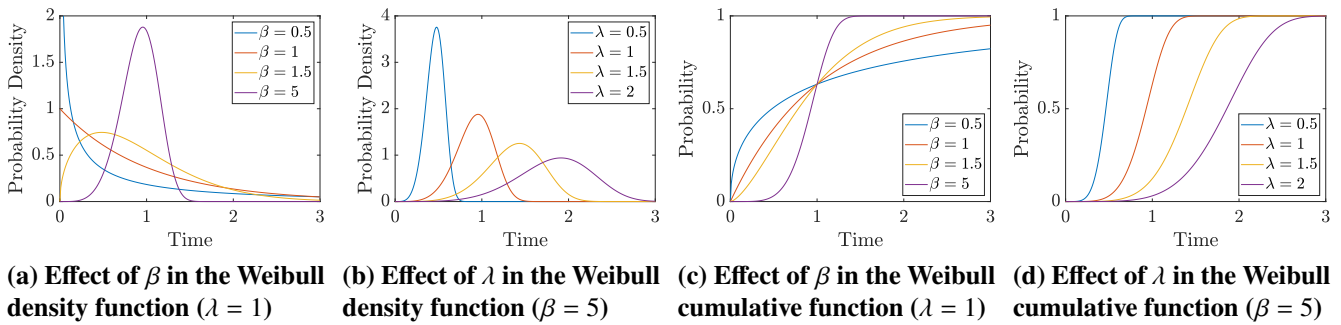 Probability Density
2
1.5
1
0.5
0
0 1 2 3
Time
β = 0.5
β = 1
β = 1.5
β = 5
(a) Effect of β in the Weibull
density function (λ = 1)
Probability Density
4
3
2
1
0
0 1 2 3
Time
λ = 0.5
λ = 1
λ = 1.5
λ = 2
(b) Effect of λ in the Weibull
density function (β = 5)
Probability
1
0.5
0
0 1 2 3
Time
β = 0.5
β = 1
β = 1.5
β = 5
(c) Effect of β in the Weibull
cumulative function (λ = 1)
Probability
1
0.5
0
0 1 2 3
Time
λ = 0.5
λ = 1
λ = 1.5
λ = 2
(d) Effect of λ in the Weibull
cumulative function (β = 5)